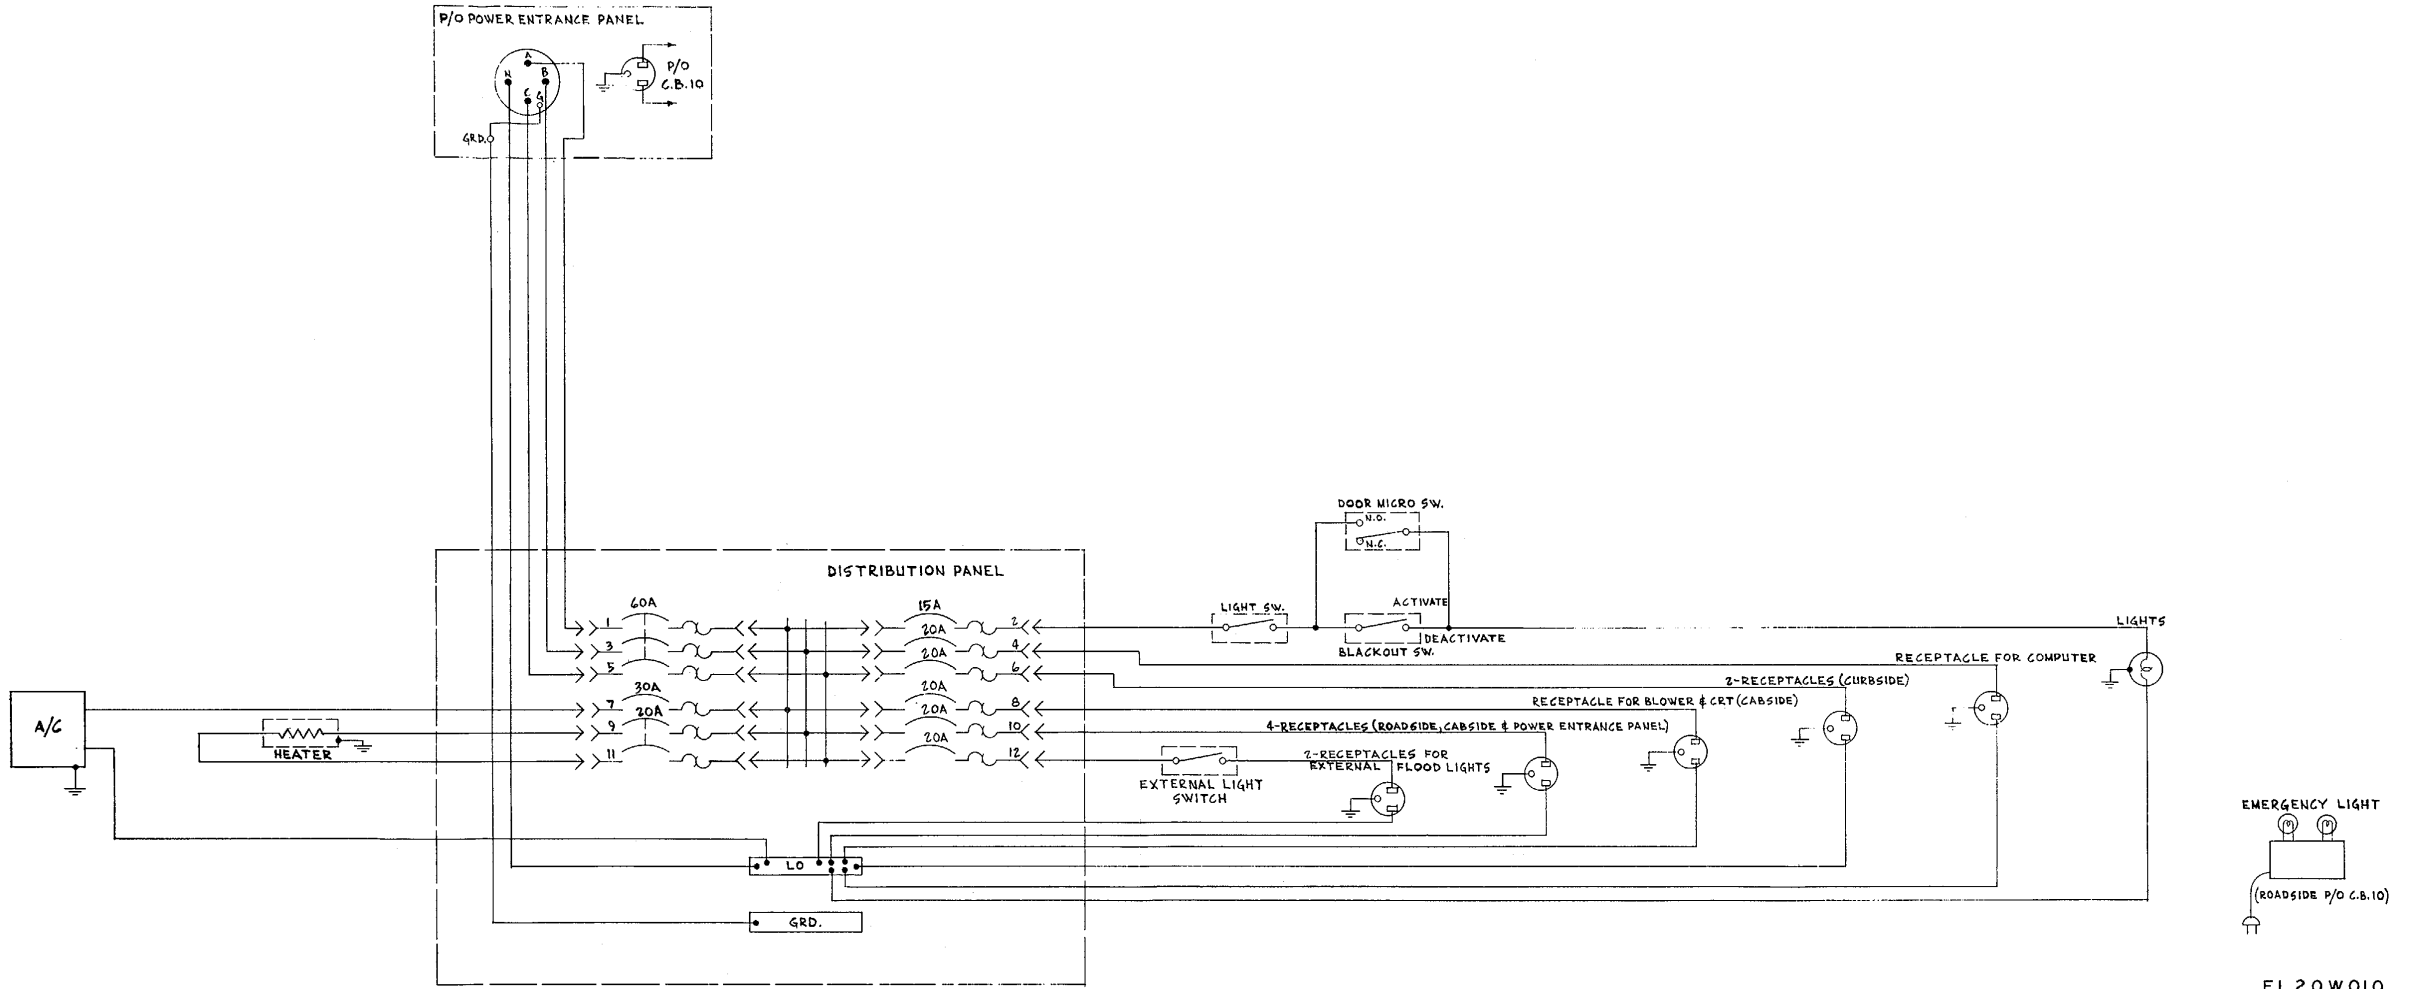 P/O POWER ENTRANCE PANEL
A
N
B
C
G
P/O
C.B.10
GRD.
DOOR MICRO SW.
N.O.
N.C.
DISTRIBUTION PANEL
60A
15A
LIGHT SW.
ACTIVATE
1
2
LIGHTS
20A
DEACTIVATE
3
4
BLACKOUT SW.
20A
RECEPTACLE FOR COMPUTER
5
6
2-RECEPTACLES (CURBSIDE)
30A
20A
RECEPTACLE FOR BLOWER & CRT (CABSIDE)
7
8
20A
20A
A/C
9
10
4-RECEPTACLES (ROADSIDE, CABSIDE & POWER ENTRANCE PANEL)
20A
HEATER
11
12
2-RECEPTACLES FOR
EXTERNAL FLOOD LIGHTS
EXTERNAL LIGHT
SWITCH
EMERGENCY LIGHT
LO
(ROADSIDE P/O C.B.10)
GRD.
EL20W010